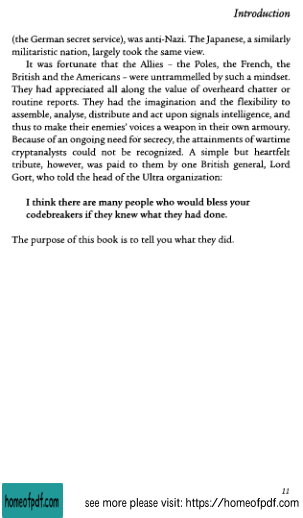 Introduction
(the German secret service), was anti-Nazi. The Japanese, a similarly
militaristic nation, largely took the same view.
It was fortunate that the Allies – the Poles, the French, the
British and the Americans – were untrammelled by such a mindset.
They had appreciated all along the value of overheard chatter or
routine reports. They had the imagination and the flexibility to
assemble, analyse, distribute and act upon signals intelligence, and
thus to make their enemies' voices a weapon in their own armoury.
Because of an ongoing need for secrecy, the attainments of wartime
cryptanalysts could not be recognized. A simple but heartfelt
tribute, however, was paid to them by one British general, Lord
Gort, who told the head of the Ultra organization:
I think there are many people who would bless your
codebreakers if they knew what they had done.
The purpose of this book is to tell you what they did.
11
homeofpdf.com
see more please visit: https://homeofpdf.com